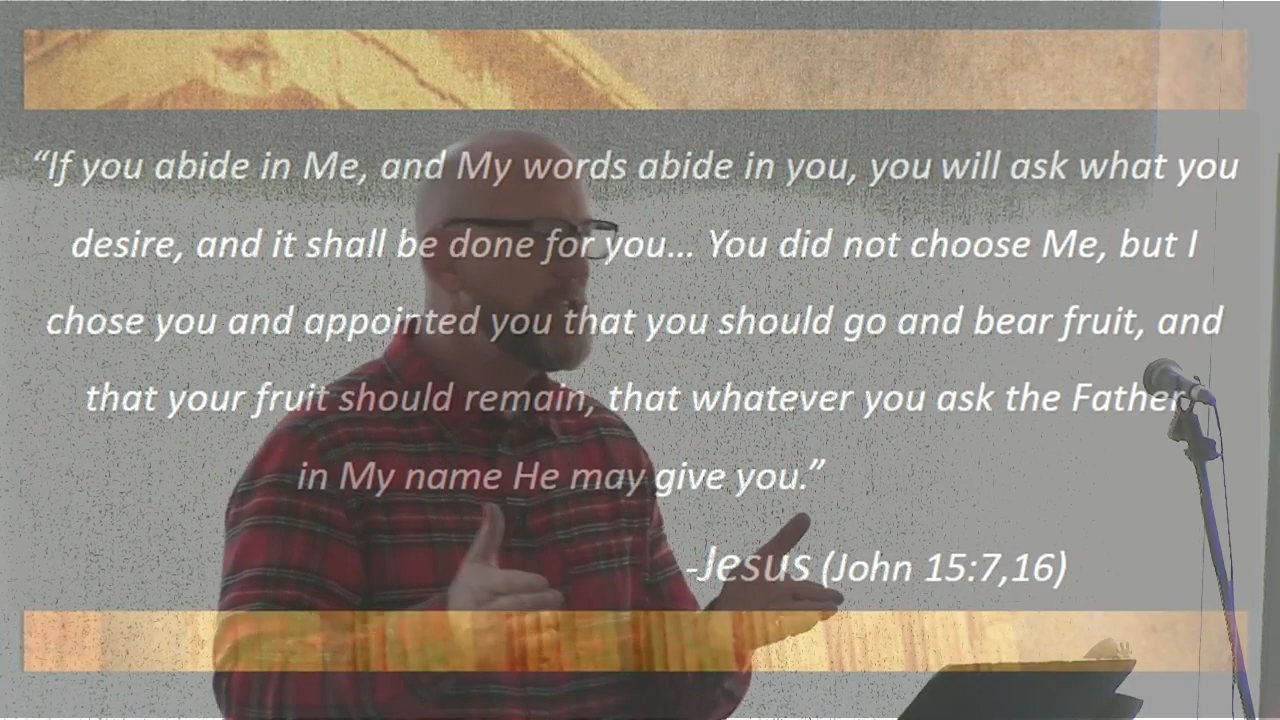 “If you abide in Me, and My words abide in you, you will ask what you
desire, and it shall be done for you... You did not choose Me, but I
chose you and appointed you that you should go and bear fruit, and
that your fruit should remain, that whatever you ask the Father
in My name He may give you.”
-Jesus (John 15:7,16)